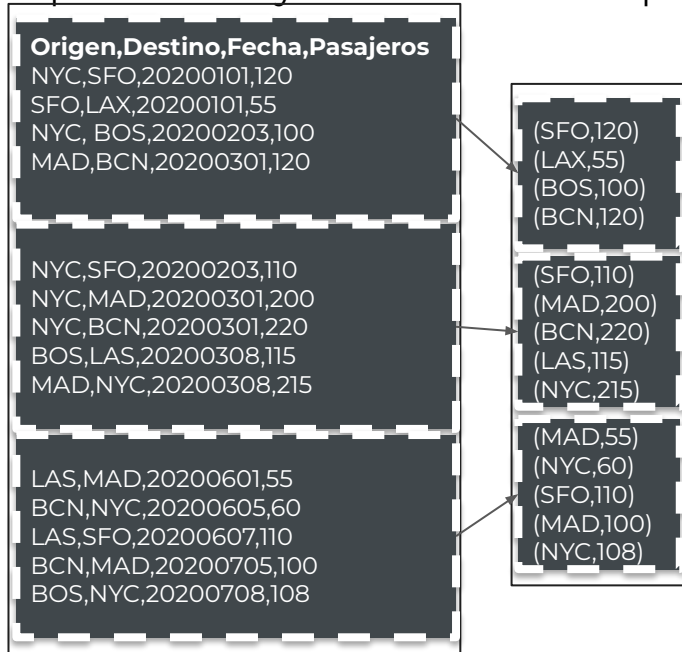 Origen,Destino,Fecha,Pasajeros
NYC,SFO,20200101,120
SFO,LAX,20200101,55
NYC, BOS,20200203,100
MAD,BCN,20200301,120
NYC,SFO,20200203,110
NYC,MAD,20200301,200
NYC,BCN,20200301,220
BOS,LAS,20200308,115
MAD,NYC,20200308,215
LAS,MAD,20200601,55
BCN,NYC,20200605,60
LAS,SFO,20200607,110
BCN,MAD,20200705,100
BOS,NYC,20200708,108
(SFO,120)
(LAX,55)
(BOS,100)
(BCN,120)
(SFO,110)
(MAD,200)
(BCN,220)
(LAS,115)
(NYC,215)
(MAD,55)
(NYC,60)
(SFO,110)
(MAD,100)
(NYC,108)